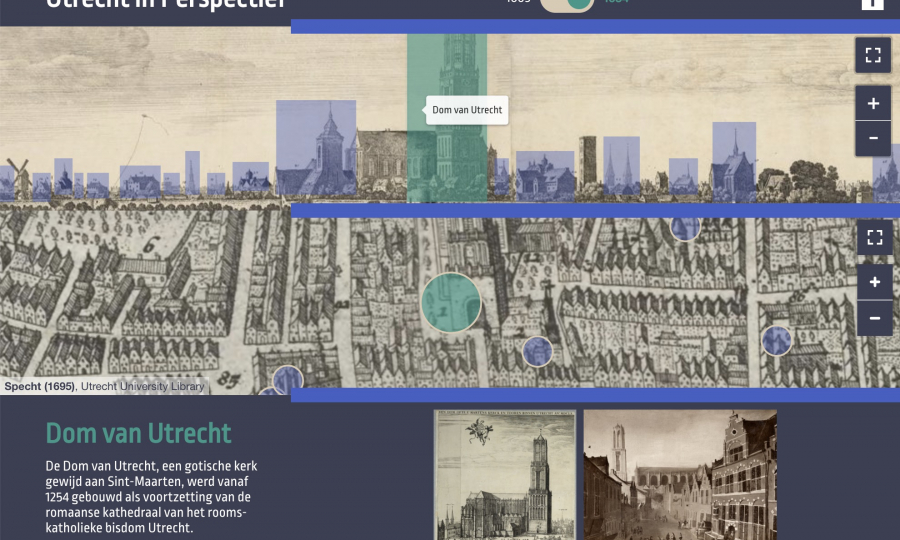 Utrecht in Perspectief
Dom van Utrecht
+
−
6
1
+
−
85
Specht (1695), Utrecht University Library
Dom van Utrecht
De Dom van Utrecht, een gotische kerk
gewijd aan Sint-Maarten, werd vanaf
1254 gebouwd als voortzetting van de
romaanse kathedraal van het rooms-
katholieke bisdom Utrecht.